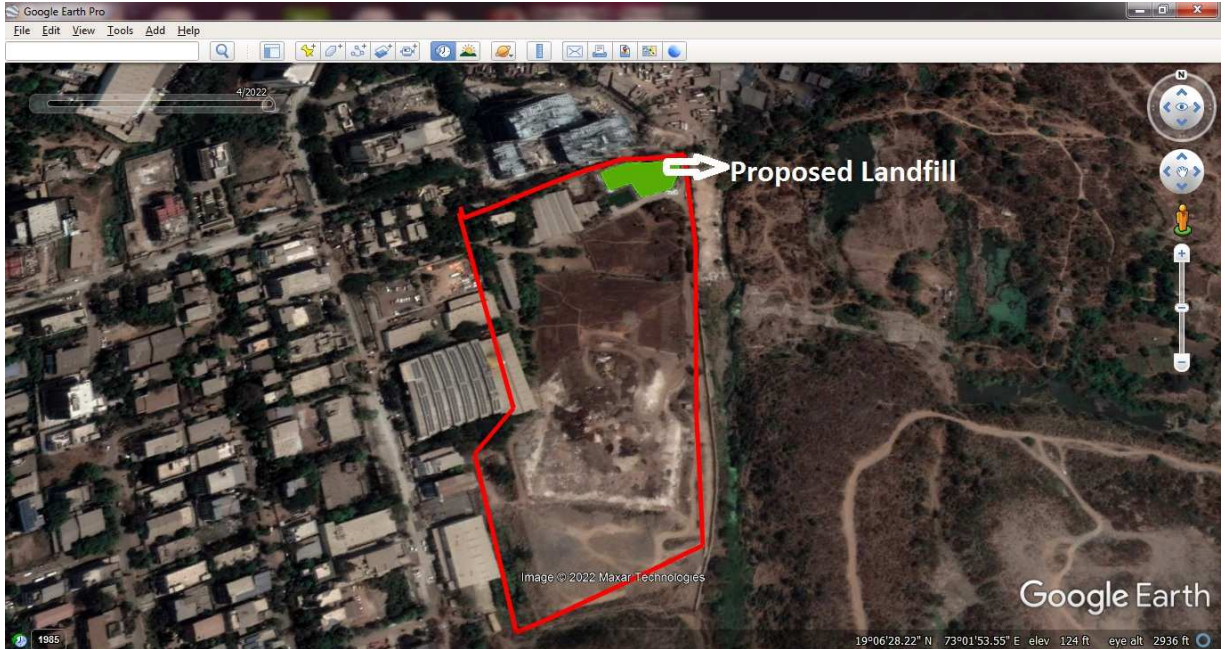 Google Earth Pro
File Edit View Tools Add Help
4/2022
N
Proposed Landfill
Image © 2022 Maxar Technologies
Google Earth
1985
19°06'28.22" N 73°01'53.55" E elev 124 ft eye alt 2936 ft